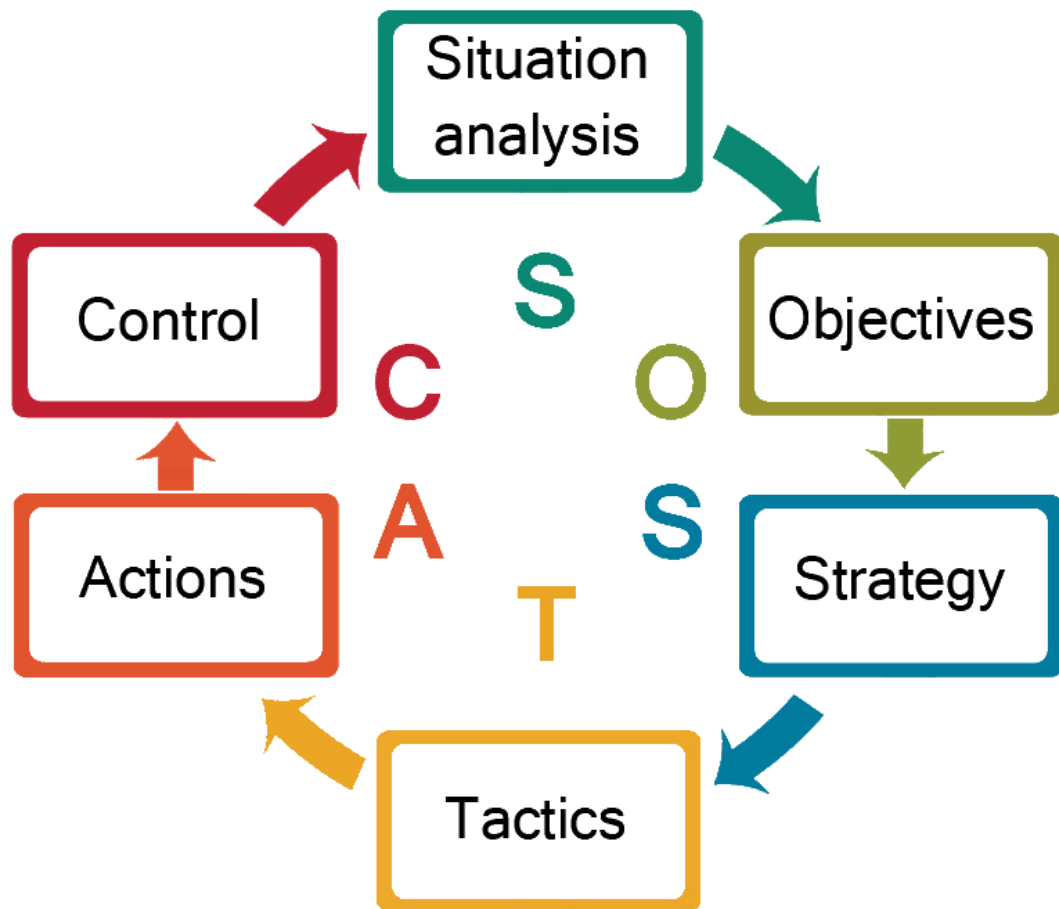 Situation
analysis
Objectives
Strategy
Tactics
Actions
Control
S
O
S
T
A
C